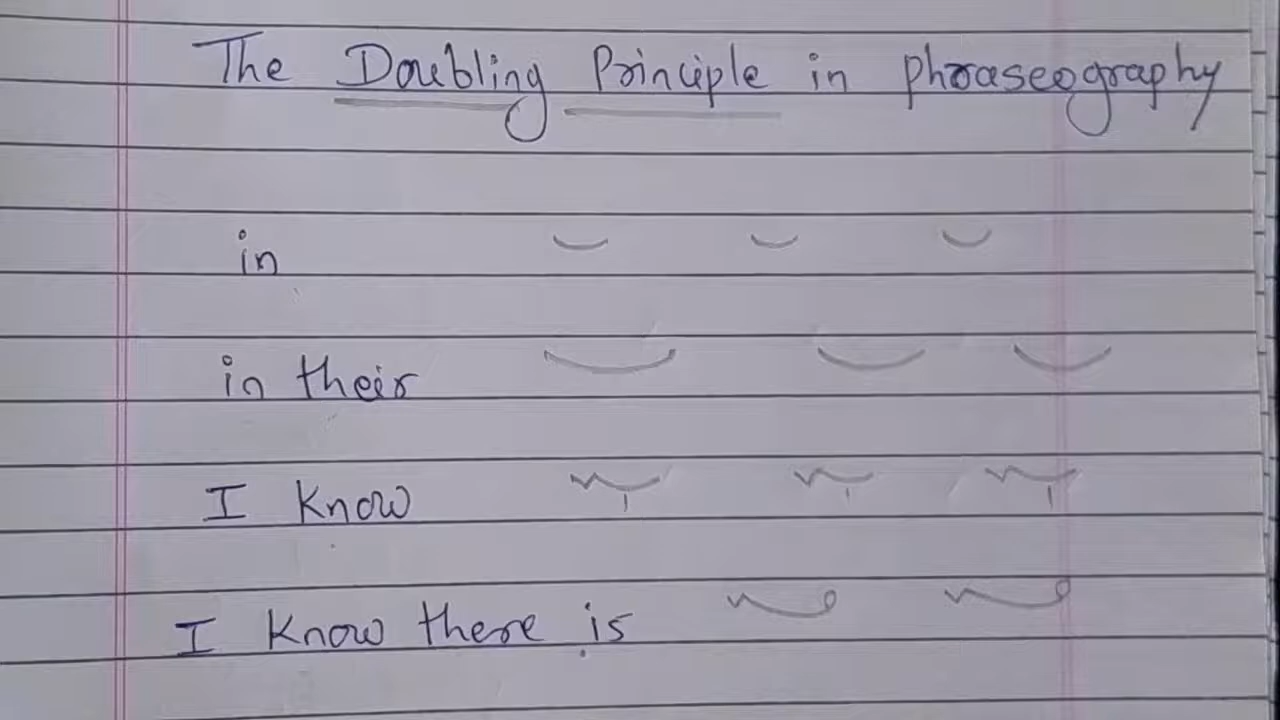 The Doubling Principle in phraseography
in
in their
I know
I know there is